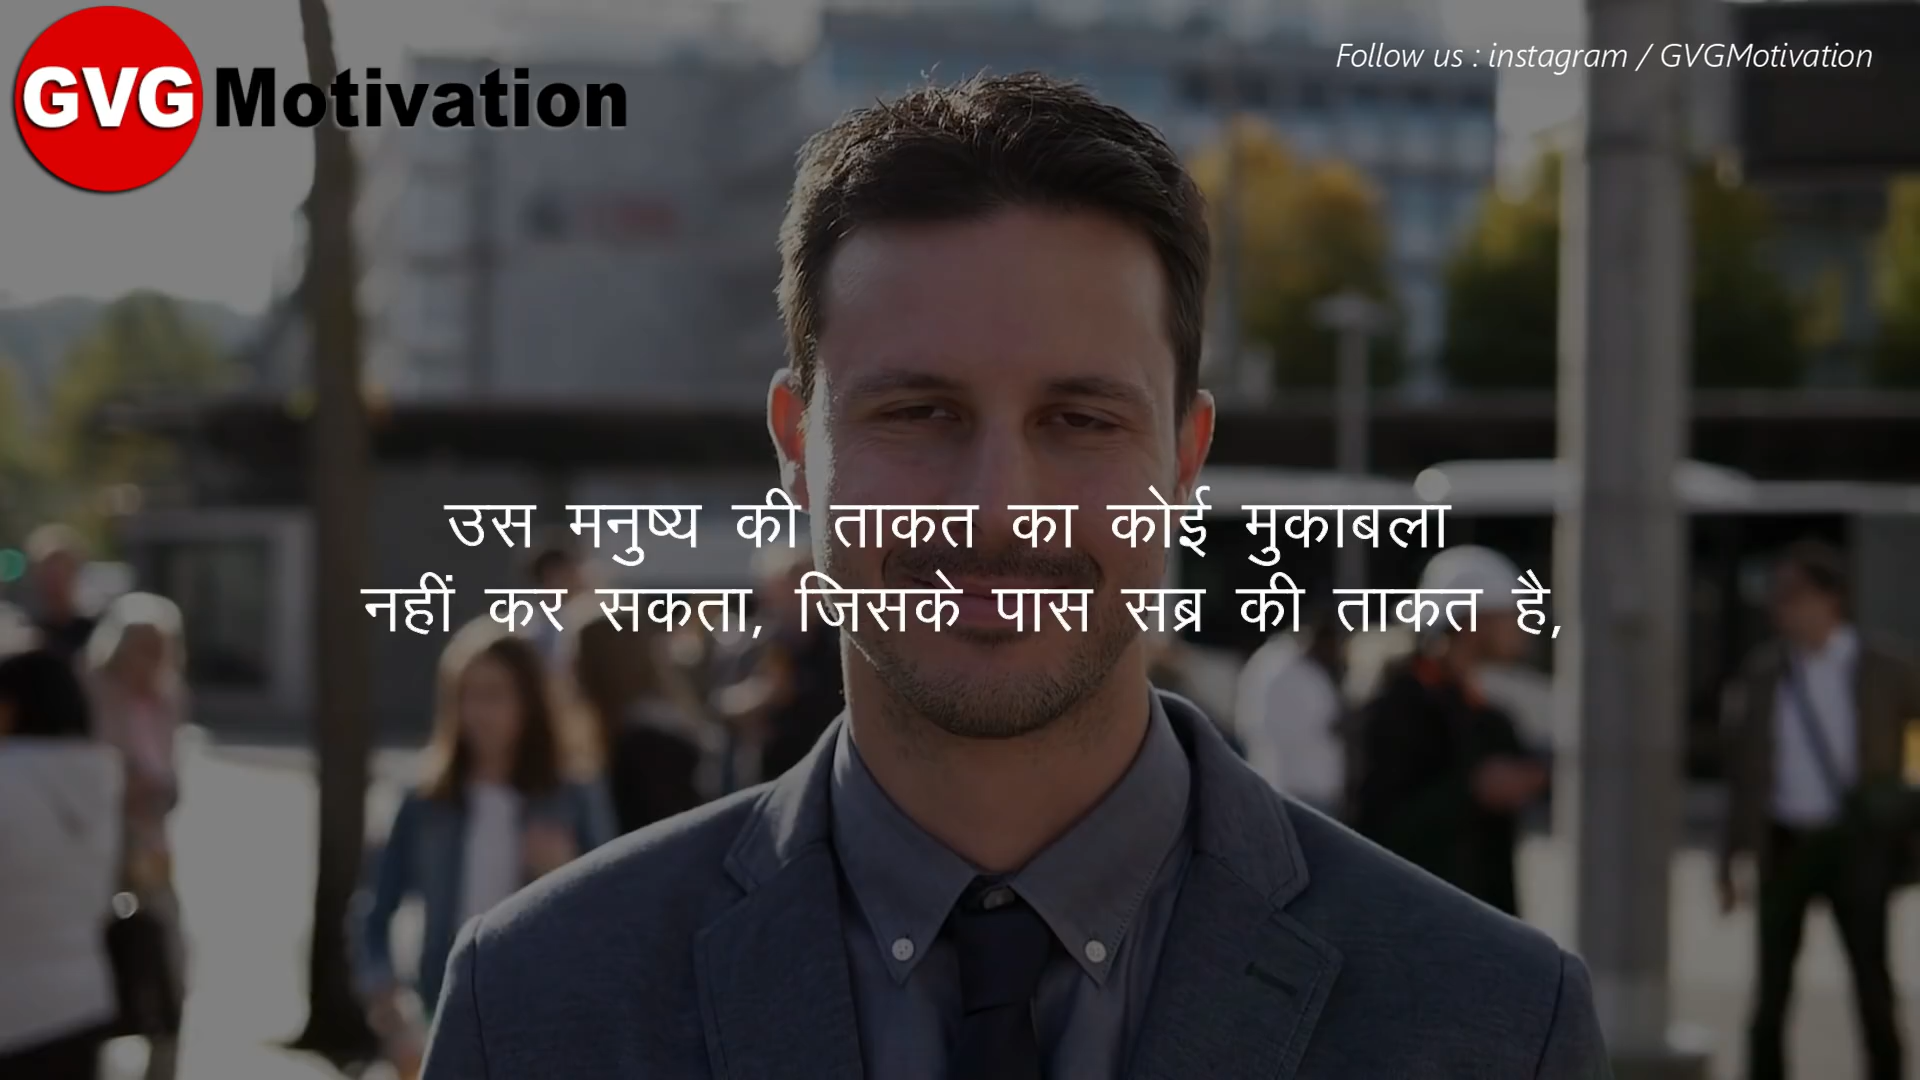 GVG Motivation
Follow us : instagram / GVGMotivation
उस मनुष्य की ताकत का कोई मुकाबला
नहीं कर सकता, जिसके पास सब्र की ताकत है,